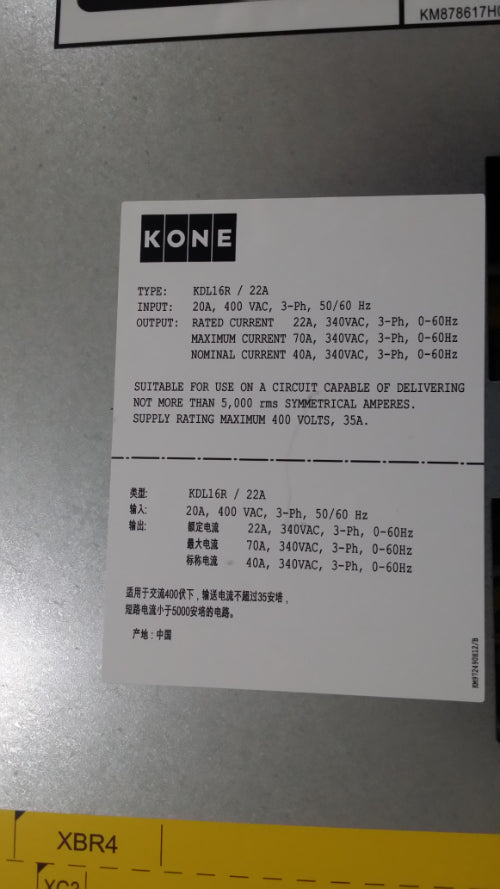 KM878617H
KONE
TYPE: KDL16R / 22A
INPUT: 20A, 400 VAC, 3-Ph, 50/60 Hz
OUTPUT: RATED CURRENT 22A, 340VAC, 3-Ph, 0-60Hz
MAXIMUM CURRENT 70A, 340VAC, 3-Ph, 0-60Hz
NOMINAL CURRENT 40A, 340VAC, 3-Ph, 0-60Hz
SUITABLE FOR USE ON A CIRCUIT CAPABLE OF DELIVERING
NOT MORE THAN 5,000 rms SYMMETRICAL AMPERES.
SUPPLY RATING MAXIMUM 400 VOLTS, 35A.
类型: KDL16R / 22A
输入: 20A, 400 VAC, 3-Ph, 50/60 Hz
输出: 额定电流 22A, 340VAC, 3-Ph, 0-60Hz
最大电流 70A, 340VAC, 3-Ph, 0-60Hz
标称电流 40A, 340VAC, 3-Ph, 0-60Hz
适用于交流400伏下，输送电流不超过35安培，
短路电流小于5000安培的电路。
产地：中国
KM972490H12/B
XBR4